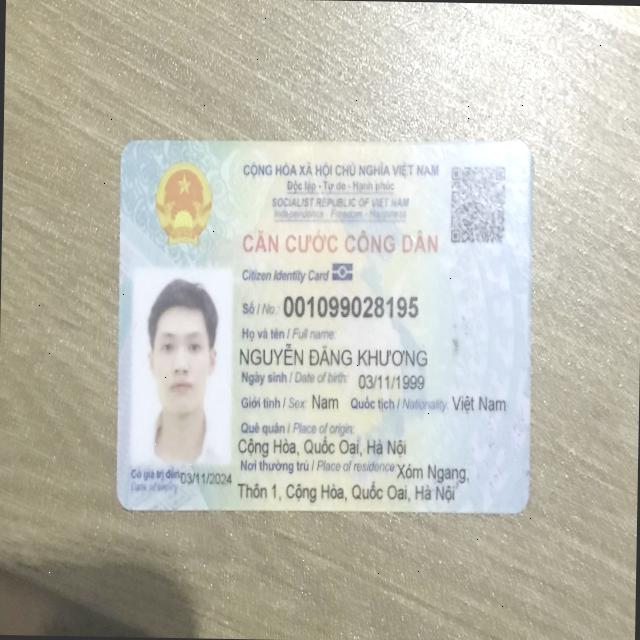 CỘNG HÒA XÃ HỘI CHỦ NGHĨA VIỆT NAM
Độc lập - Tự do - Hạnh phúc
SOCIALIST REPUBLIC OF VIET NAM
Independence - Freedom - Happiness
CĂN CƯỚC CÔNG DÂN
Citizen Identity Card
Số / No.: 001099028195
Họ và tên / Full name:
NGUYỄN ĐĂNG KHƯƠNG
Ngày sinh / Date of birth: 03/11/1999
Giới tính / Sex: Nam Quốc tịch / Nationality: Việt Nam
Quê quán / Place of origin:
Cộng Hòa, Quốc Oai, Hà Nội
Nơi thường trú / Place of residence: Xóm Ngang,
Thôn 1, Cộng Hòa, Quốc Oai, Hà Nội
Có giá trị đến: 03/11/2024
Date of expiry